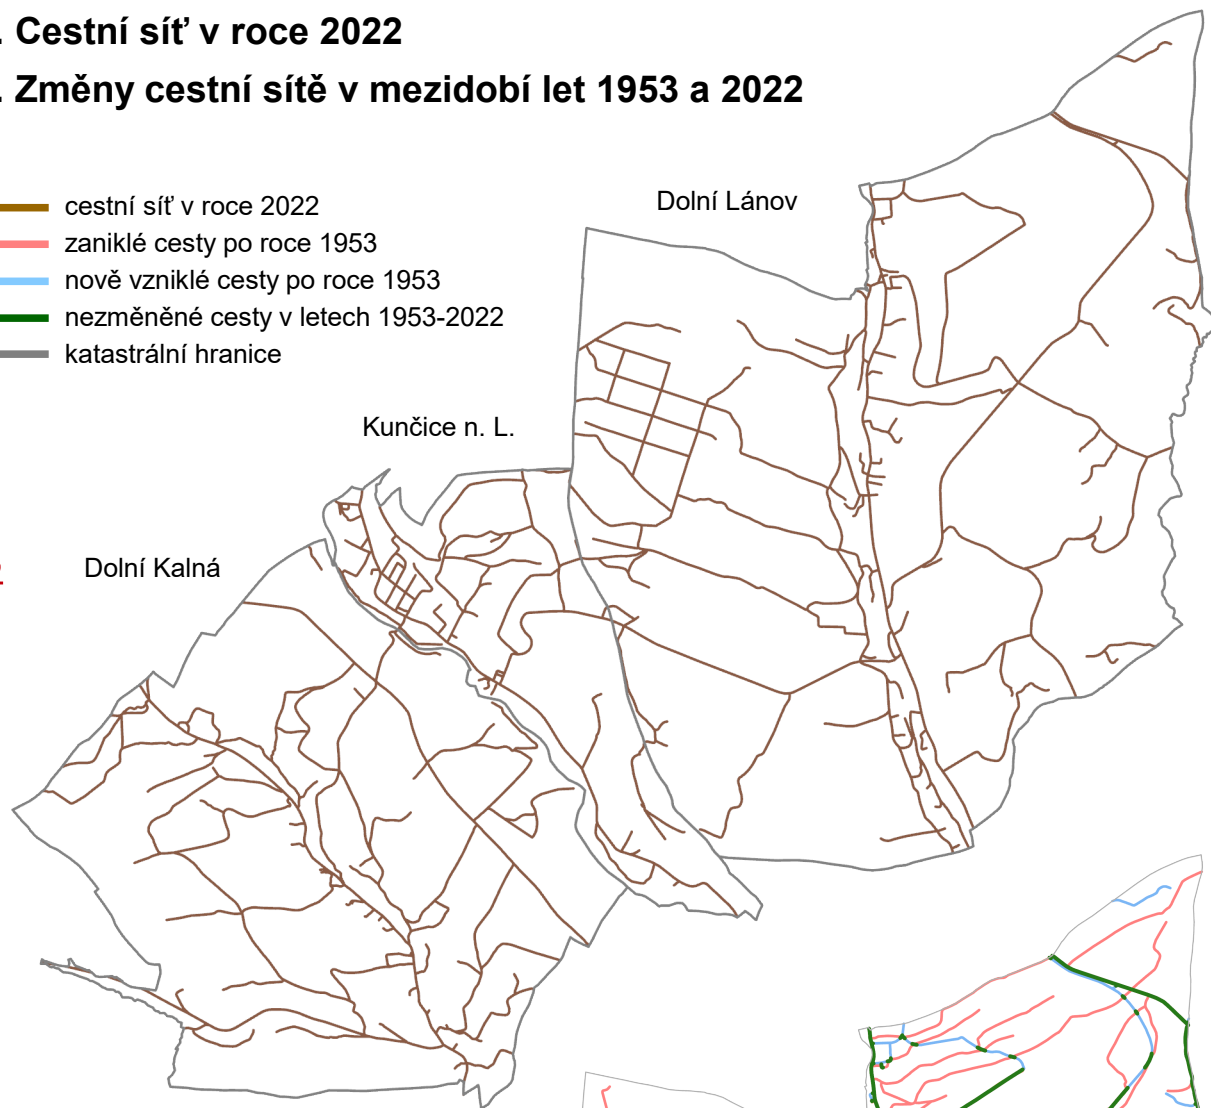 . Cestní síť v roce 2022
. Změny cestní sítě v mezidobí let 1953 a 2022
cestní síť v roce 2022
zaniklé cesty po roce 1953
nově vzniklé cesty po roce 1953
nezměněné cesty v letech 1953-2022
katastrální hranice
Dolní Lánov
Kunčice n. L.
Dolní Kalná